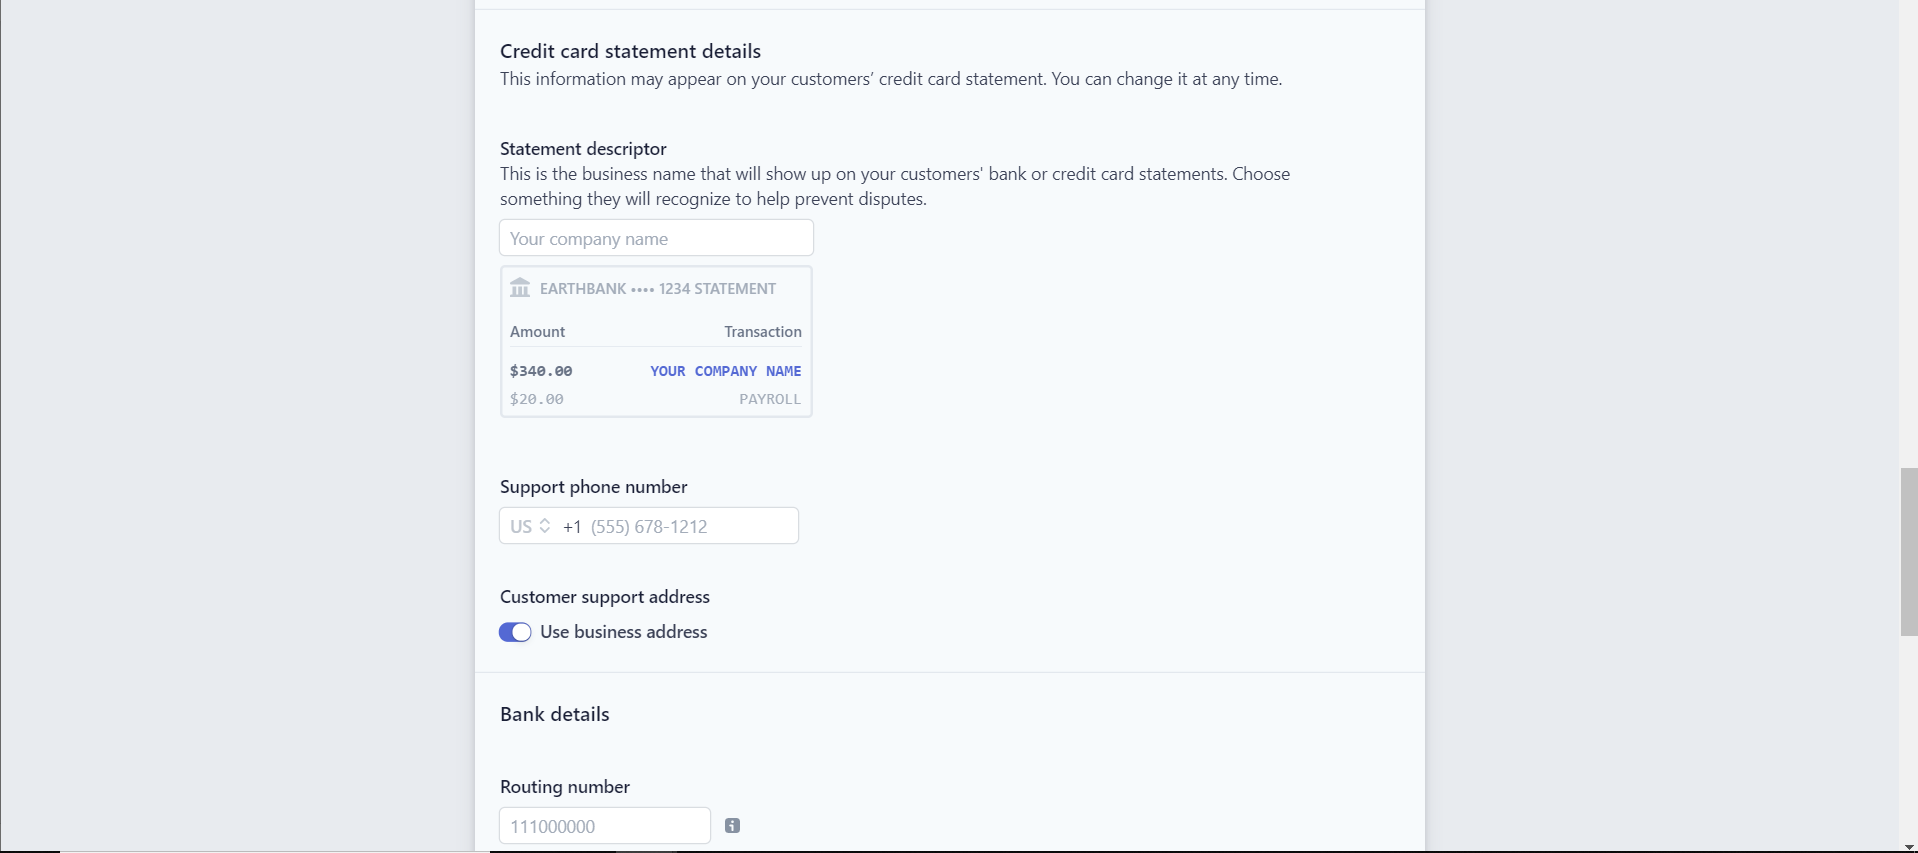 Credit card statement details
This information may appear on your customers’ credit card statement. You can change it at any time.
Statement descriptor
This is the business name that will show up on your customers' bank or credit card statements. Choose
something they will recognize to help prevent disputes.
Your company name
EARTHBANK •••• 1234 STATEMENT
Amount Transaction
$340.00 YOUR COMPANY NAME
$20.00 PAYROLL
Support phone number
US +1 (555) 678-1212
Customer support address
Use business address
Bank details
Routing number
111000000